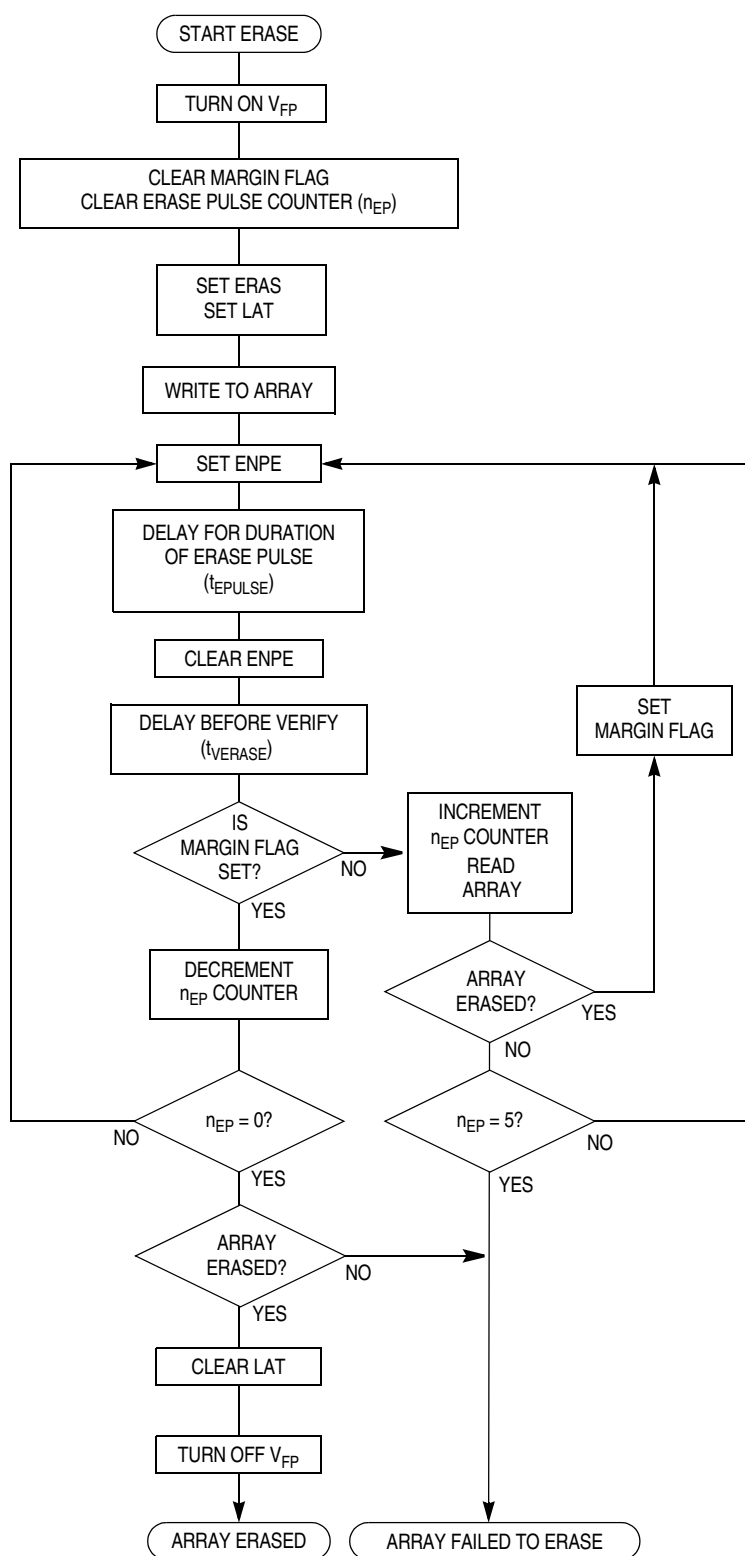 START ERASE
TURN ON VFP
CLEAR MARGIN FLAG
CLEAR ERASE PULSE COUNTER (nEP)
SET ERAS
SET LAT
WRITE TO ARRAY
SET ENPE
DELAY FOR DURATION
OF ERASE PULSE
(tEPULSE)
CLEAR ENPE
DELAY BEFORE VERIFY
(tVERASE)
SET
MARGIN FLAG
IS
MARGIN FLAG
SET?
NO
YES
INCREMENT
nEP COUNTER
READ
ARRAY
DECREMENT
nEP COUNTER
ARRAY
ERASED?
YES
NO
nEP = 0?
NO
YES
nEP = 5?
NO
YES
ARRAY
ERASED?
NO
YES
CLEAR LAT
TURN OFF VFP
ARRAY ERASED
ARRAY FAILED TO ERASE